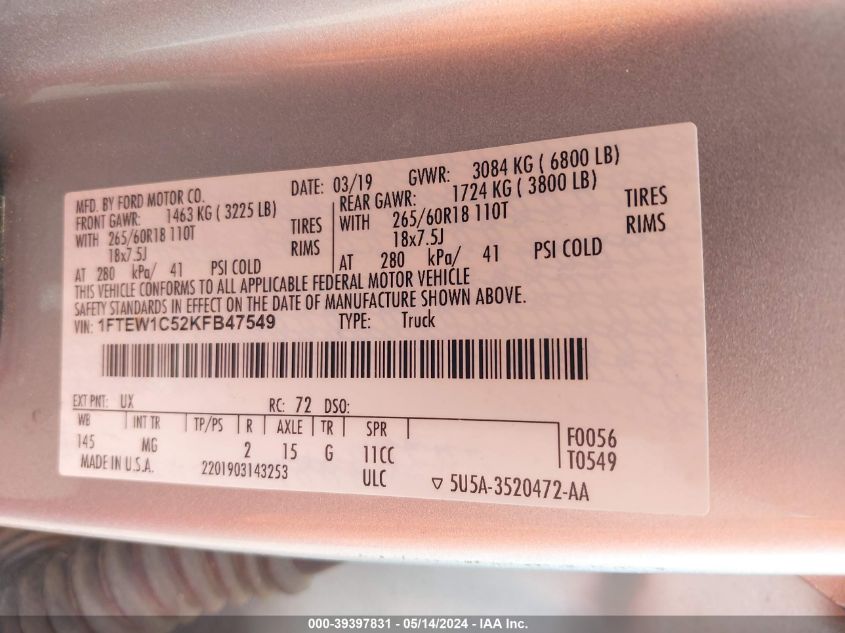 MFD. BY FORD MOTOR CO. DATE: 03/19 GVWR: 3084 KG ( 6800 LB)
FRONT GAWR: 1463 KG ( 3225 LB) REAR GAWR: 1724 KG ( 3800 LB)
WITH 265/60R18 110T TIRES WITH 265/60R18 110T TIRES
18x7.5J RIMS 18x7.5J RIMS
AT 280 kPa/ 41 PSI COLD AT 280 kPa/ 41 PSI COLD
THIS VEHICLE CONFORMS TO ALL APPLICABLE FEDERAL MOTOR VEHICLE
SAFETY STANDARDS IN EFFECT ON THE DATE OF MANUFACTURE SHOWN ABOVE.
VIN: 1FTEW1C52KFB47549 TYPE: Truck
EXT PNT: UX RC: 72 DSO:
WB INT TR TP/PS R AXLE TR SPR
145 MG 2 15 G 11CC
F0056
T0549
MADE IN U.S.A. 2201903143253 ULC ▽ 5U5A-3520472-AA
000-39397831 - 05/14/2024 - IAA Inc.